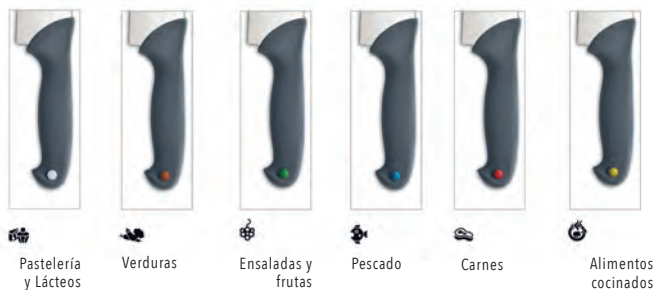 Pastelería
y Lácteos
Verduras
Ensaladas y
frutas
Pescado
Carnes
Alimentos
cocinados